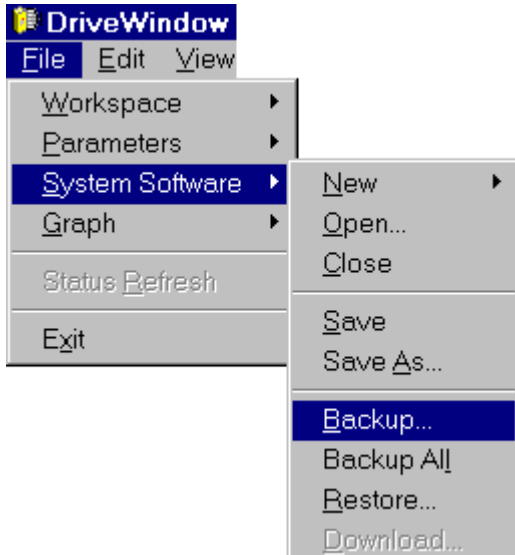 DriveWindow
File Edit View
Workspace
Parameters
System Software
Graph
Status Refresh
Exit
New
Open...
Close
Save
Save As...
Backup...
Backup All
Restore...
Download...